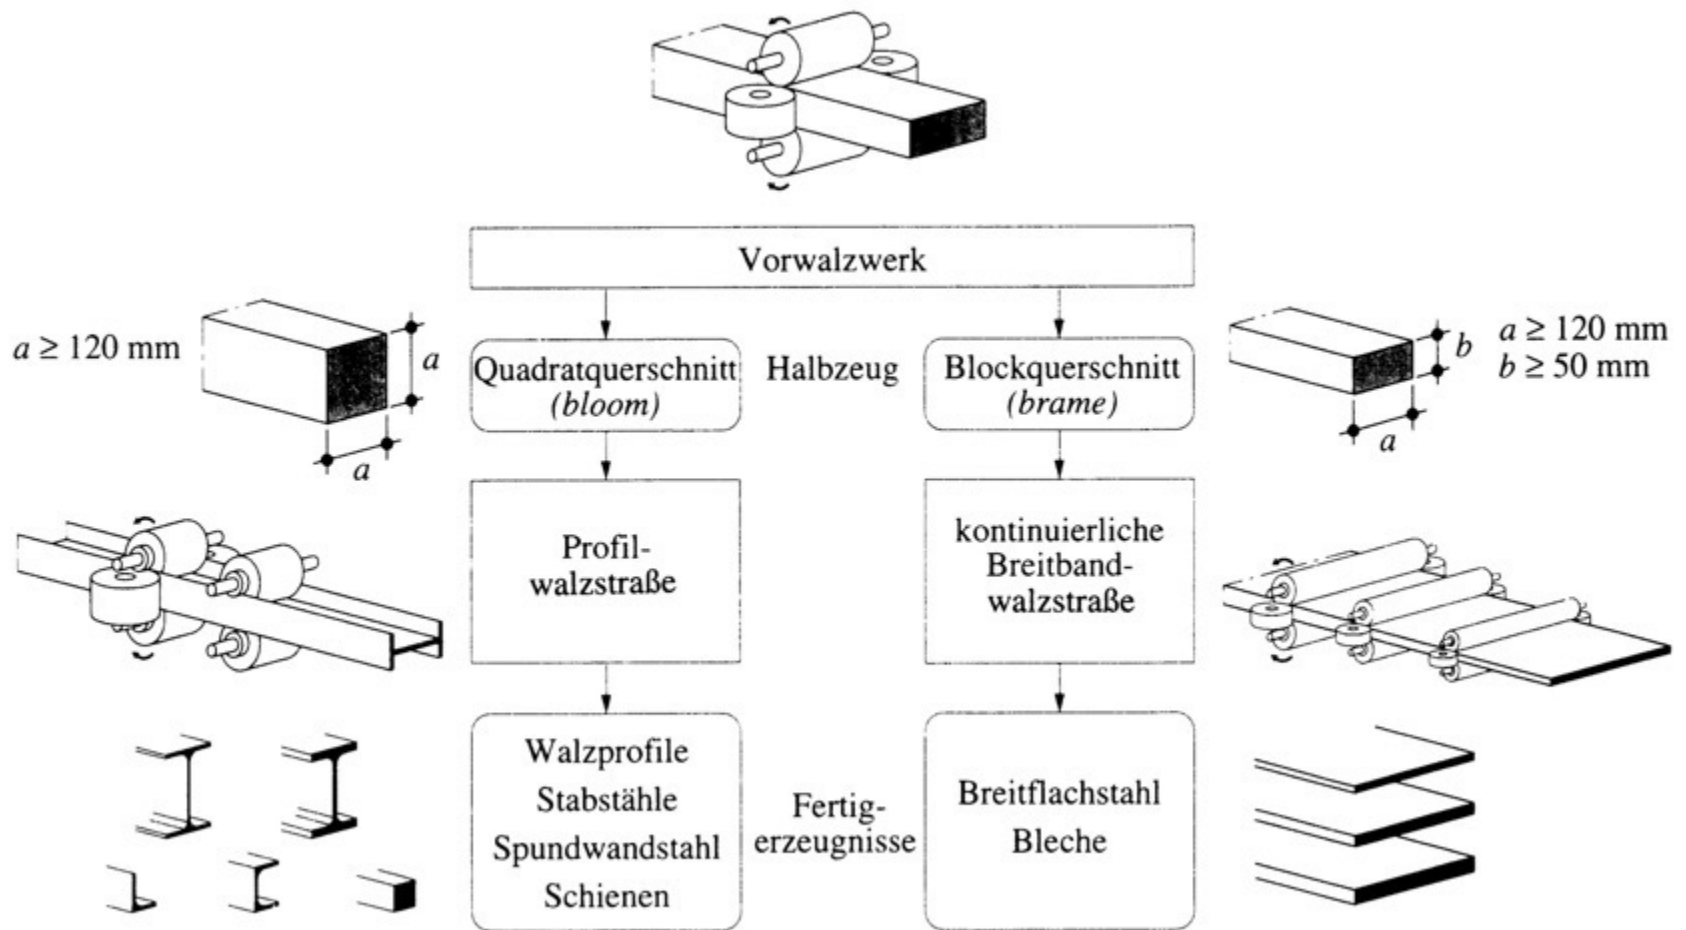 Vorwalzwerk
a ≥ 120 mm
a
a
Quadratquerschnitt
(bloom)
Halbzeug
Blockquerschnitt
(brame)
b
a
a ≥ 120 mm
b ≥ 50 mm
Profil-
walzstraße
kontinuierliche
Breitband-
walzstraße
Walzprofile
Stabstähle
Spundwandstahl
Schienen
Fertig-
erzeugnisse
Breitflachstahl
Bleche